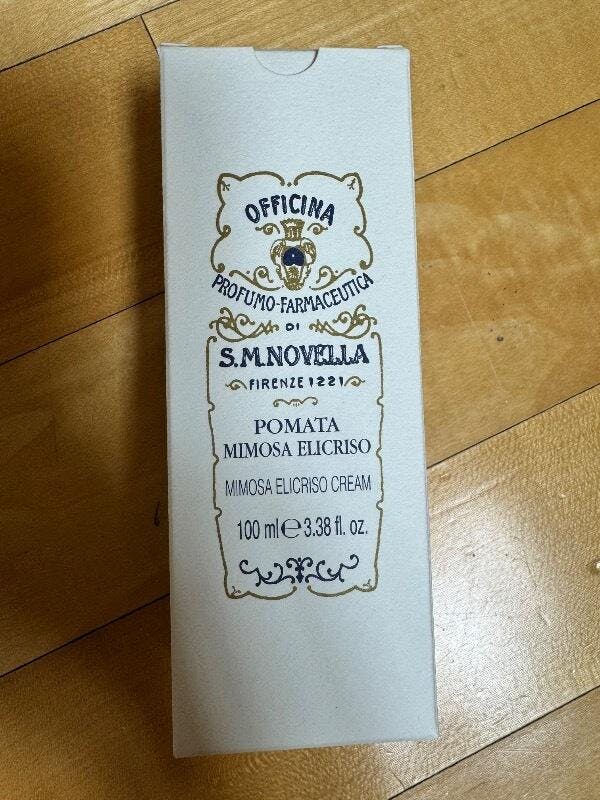 OFFICINA
PROFUMO-FARMACEUTICA
DI
S.M.NOVELLA
FIRENZE 1221
POMATA
MIMOSA ELICRISO
MIMOSA ELICRISO CREAM
100 ml ℮ 3.38 fl. oz.